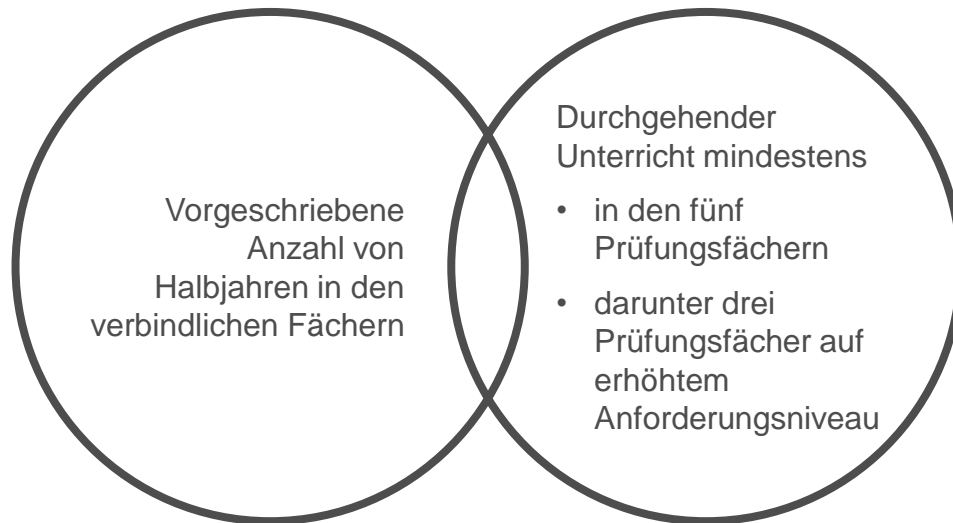 Vorgeschriebene
Anzahl von
Halbjahren in den
verbindlichen Fächern
Durchgehender
Unterricht mindestens
• in den fünf
Prüfungsfächern
• darunter drei
Prüfungsfächer auf
erhöhtem
Anforderungsniveau